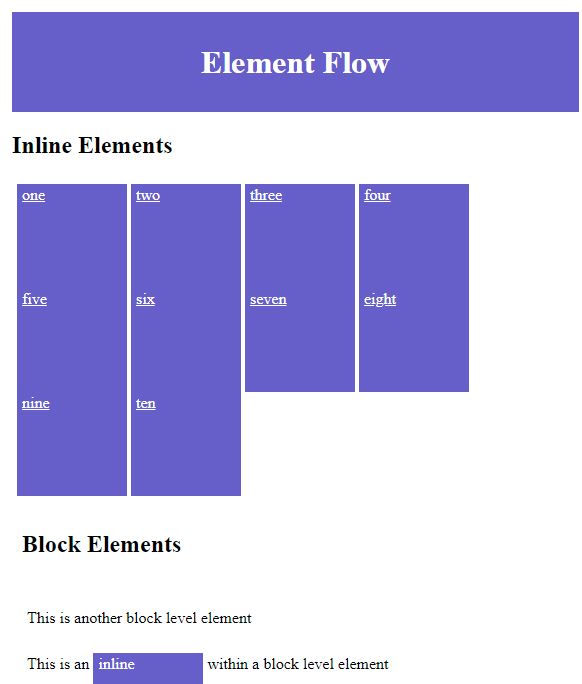 Element Flow
Inline Elements
one two three four
five six seven eight
nine ten
Block Elements
This is another block level element
This is an inline within a block level element